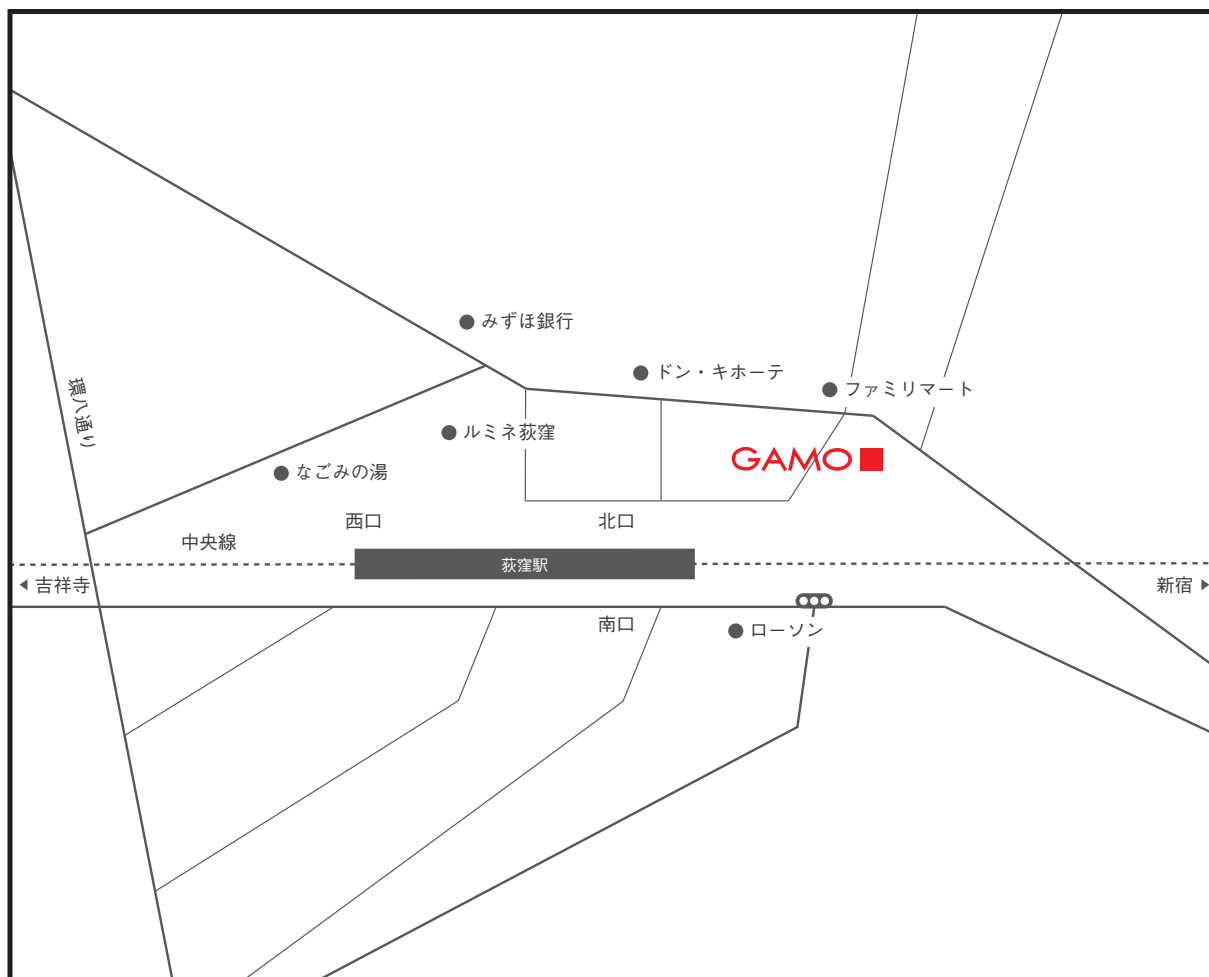 みずほ銀行
ドン・キホーテ
ファミリマート
環八通り
ルミネ荻窪
GAMO
なごみの湯
西口
北口
中央線
荻窪駅
吉祥寺
新宿
南口
ローソン